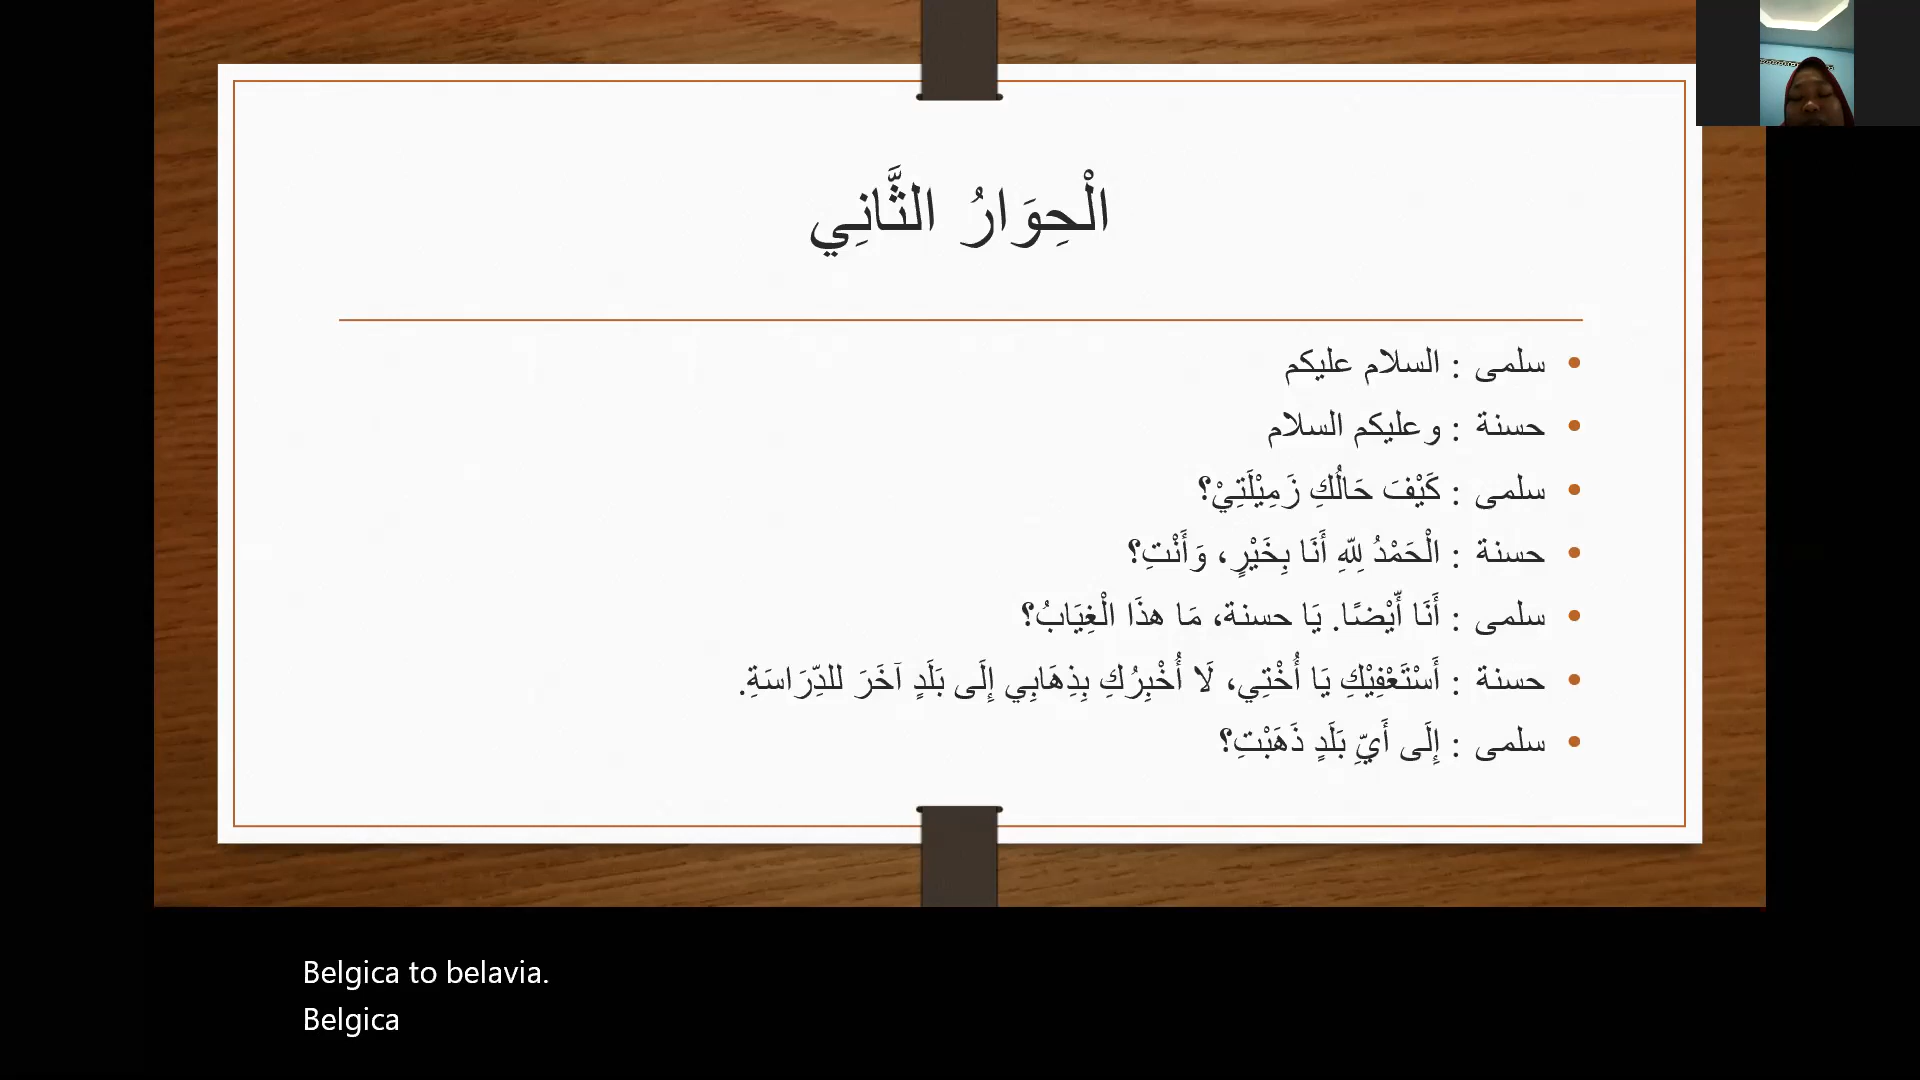 الْحِوَارُ الثَّانِي
• سلمى : السلام عليكم
• حسنة : وعليكم السلام
• سلمى : كَيْفَ حَالُكِ زَمِيْلَتِيْ؟
• حسنة : الْحَمْدُ لِلّهِ أَنَا بِخَيْرٍ، وَأَنْتِ؟
• سلمى : أَنَا أَيْضًا. يَا حسنة، مَا هذَا الْغِيَابُ؟
• حسنة : أَسْتَعْفِيْكِ يَا أُخْتِي، لَا أُخْبِرُكِ بِذِهَابِي إِلَى بَلَدٍ آخَرَ للدِّرَاسَةِ.
• سلمى : إِلَى أَيِّ بَلَدٍ ذَهَبْتِ؟
Belgica to belavia.
Belgica